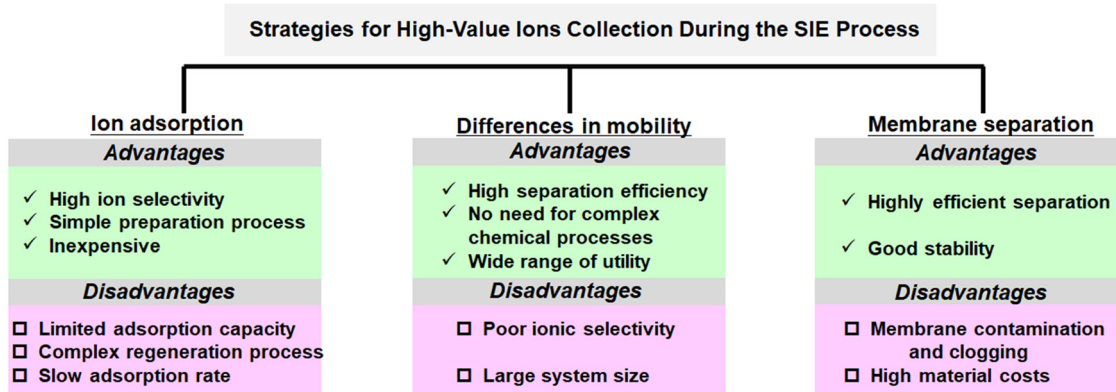 Strategies for High-Value Ions Collection During the SIE Process
Ion adsorption
Advantages
✓ High ion selectivity
✓ Simple preparation process
✓ Inexpensive
Disadvantages
☐ Limited adsorption capacity
☐ Complex regeneration process
☐ Slow adsorption rate
Differences in mobility
Advantages
✓ High separation efficiency
✓ No need for complex
chemical processes
✓ Wide range of utility
Disadvantages
☐ Poor ionic selectivity
☐ Large system size
Membrane separation
Advantages
✓ Highly efficient separation
✓ Good stability
Disadvantages
☐ Membrane contamination
and clogging
☐ High material costs